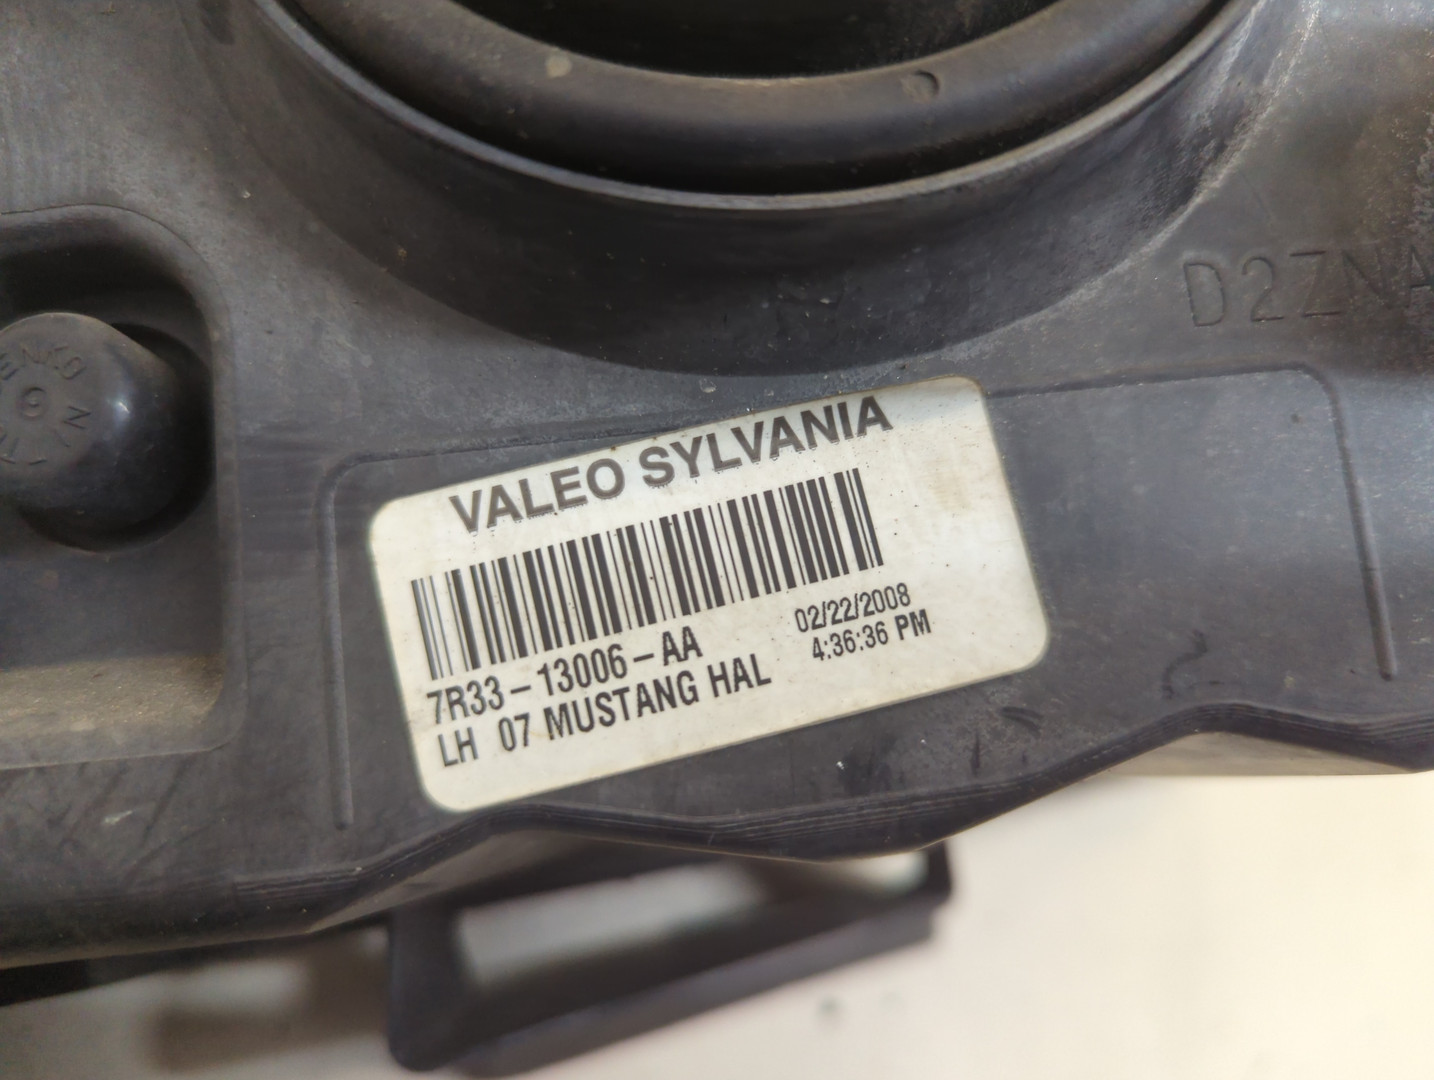 D2ZNA
VALEO SYLVANIA
7R33-13006-AA
LH 07 MUSTANG HAL
02/22/2008
4:36:36 PM